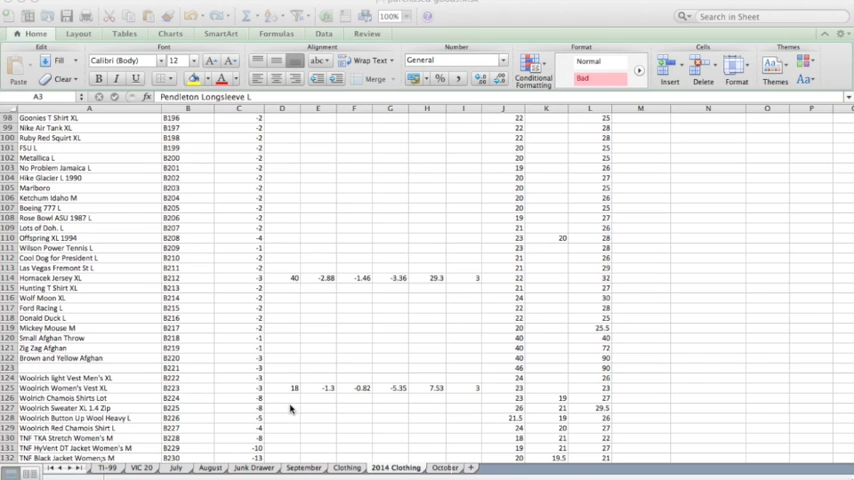 100%
Search in Sheet
Home Layout Tables Charts SmartArt Formulas Data Review
Edit Font Alignment Number Format Cells Themes
Fill Calibri (Body) 12 A A abc Wrap Text General Normal
Paste Clear B I U Merge % Conditional Formatting Bad Insert Delete Format Themes Aa
A3 fx Pendleton Longsleeve L
A B C D E F G H I J K L M N O P
98 Goonies T Shirt XL B196 -2 22 25
99 Nike Air Tank XL B197 -2 22 28
100 Ruby Red Squirt XL B198 -2 22 28
101 FSU L B199 -2 20 25
102 Metallica L B200 -2 20 25
103 No Problem Jamaica L B201 -2 19 26
104 Hike Glacier L 1990 B202 -2 20 27
105 Marlboro B203 -2 20 26
106 Ketchum Idaho M B204 -2 20 26
107 Boeing 777 L B205 -2 20 25
108 Rose Bowl ASU 1987 L B206 -2 19 27
109 Lots of Doh. L B207 -2 21 26
110 Offspring XL 1994 B208 -4 23 20 28
111 Wilson Power Tennis L B209 -1 23 28
112 Cool Dog for President L B210 -2 21 26
113 Las Vegas Fremont St L B211 -2 21 29
114 Hornacek Jersey XL B212 -3 40 -2.88 -1.46 -3.36 29.3 3 22 32
115 Hunting T Shirt XL B213 -2 21 27
116 Wolf Moon XL B214 -2 24 30
117 Ford Racing L B215 -2 22 28
118 Donald Duck L B216 -2 22 25
119 Mickey Mouse M B217 -2 20 25.5
120 Small Afghan Throw B218 -1 40 40
121 Zig Zag Afghan B219 -1 40 72
122 Brown and Yellow Afghan B220 -3 40 90
123 B221 -3 46 90
124 Woolrich light Vest Men's XL B222 -3 24 26
125 Woolrich Women's Vest XL B223 -3 18 -1.3 -0.82 -5.35 7.53 3 23 23
126 Wolrich Chamois Shirts Lot B224 -8 23 19 27
127 Woolrich Sweater XL 1.4 Zip B225 -8 26 21 29.5
128 Woolrich Button Up Wool Heavy L B226 -5 21.5 19 26
129 Woolrich Red Chamois Shirt L B227 -4 24 20 27
130 TNF TKA Stretch Women's M B228 -8 18 21 22
131 TNF HyVent DT Jacket Women's M B229 -10 19 21 27
132 TNF Black Jacket Women;s M B230 -13 20 19.5 21
TI-99 VIC 20 July August Junk Drawer September Clothing 2014 Clothing October +